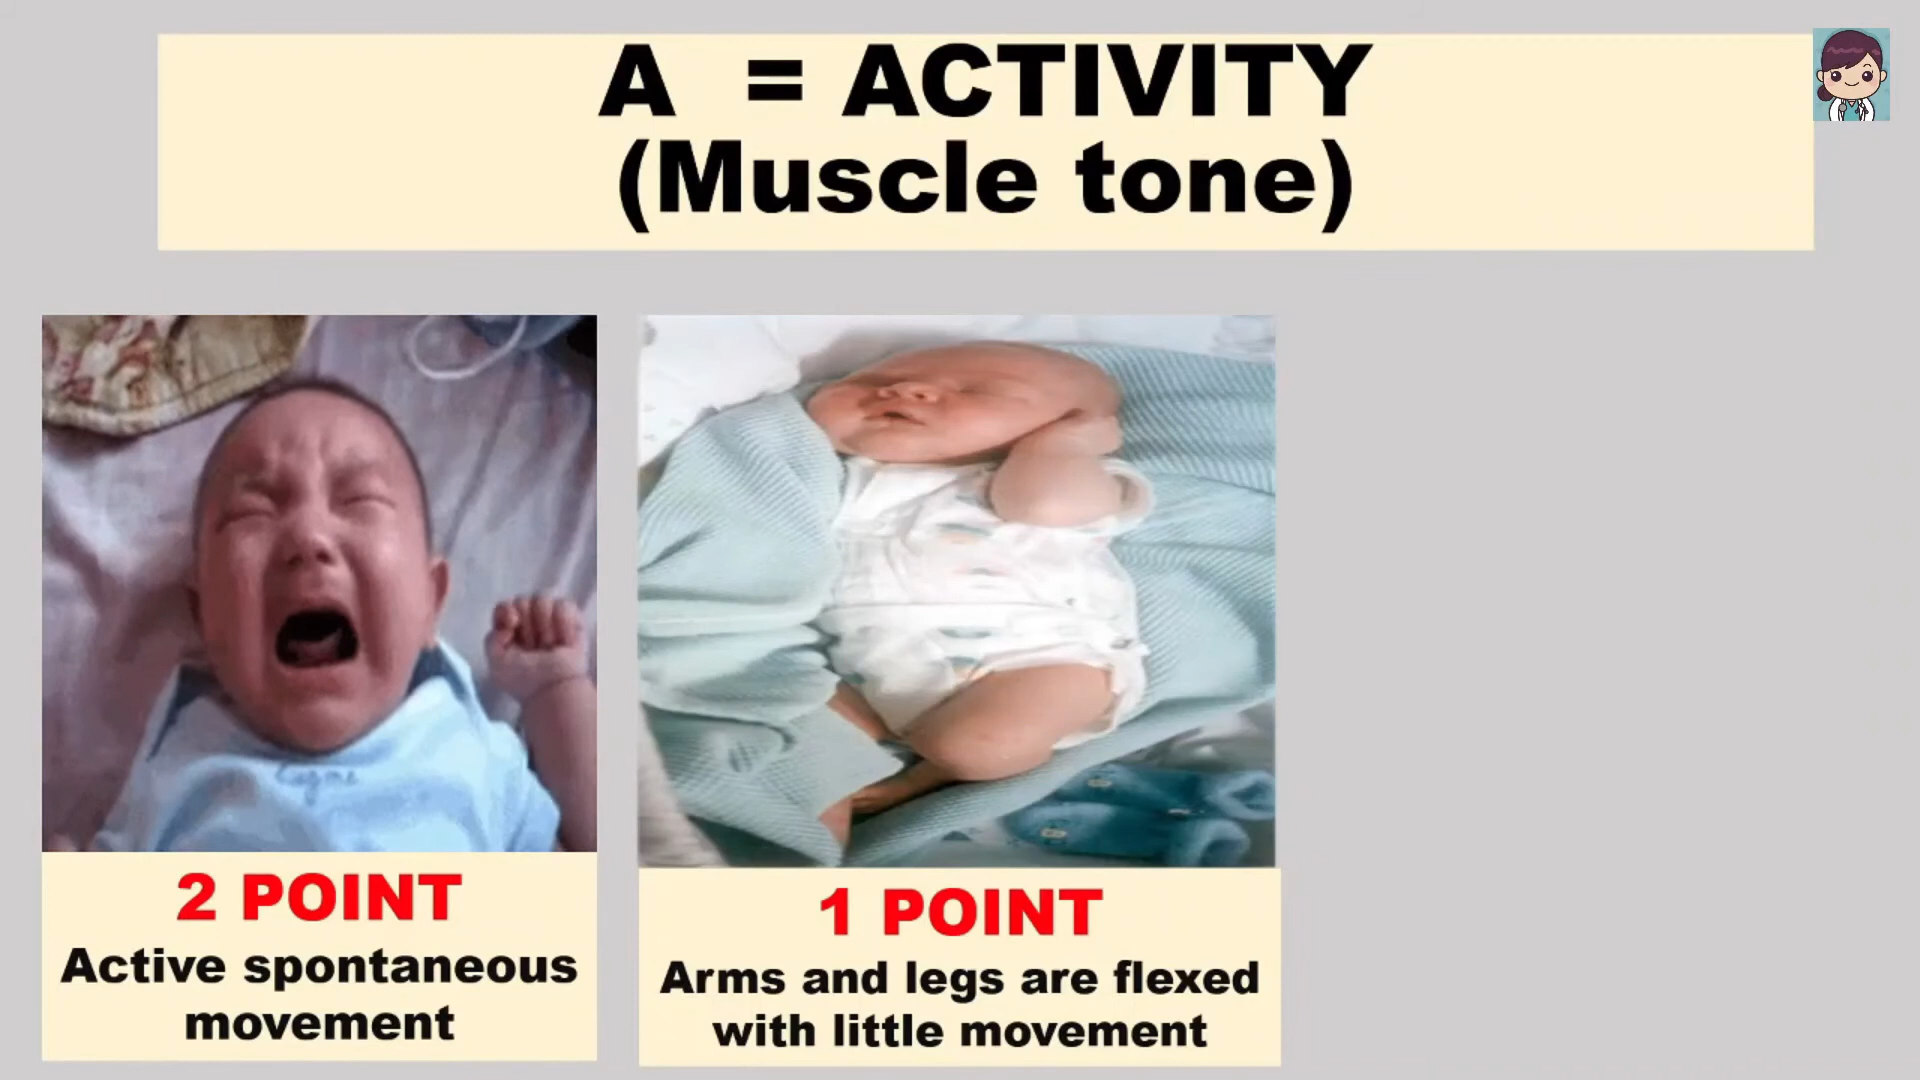 A = ACTIVITY
(Muscle tone)
2 POINT
Active spontaneous
movement
1 POINT
Arms and legs are flexed
with little movement